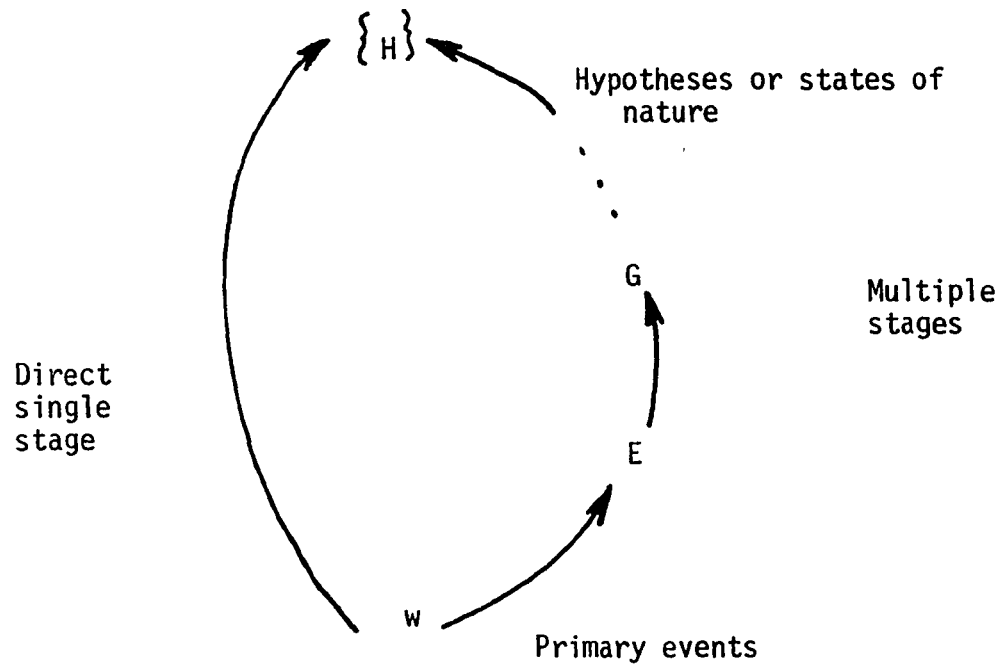 {H}
Hypotheses or states of
nature
G
Multiple
stages
Direct
single
stage
E
w
Primary events